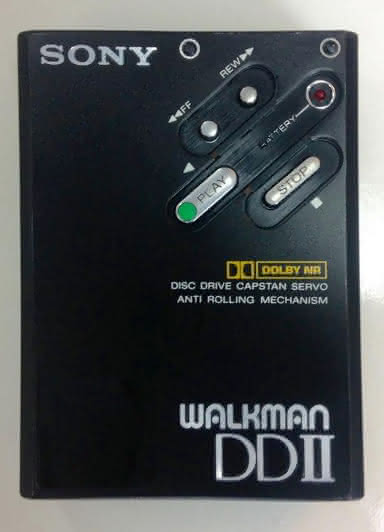 SONY
REW
FF
BATTERY
PLAY
STOP
DOLBY NR
DISC DRIVE CAPSTAN SERVO
ANTI ROLLING MECHANISM
WALKMAN
DDII